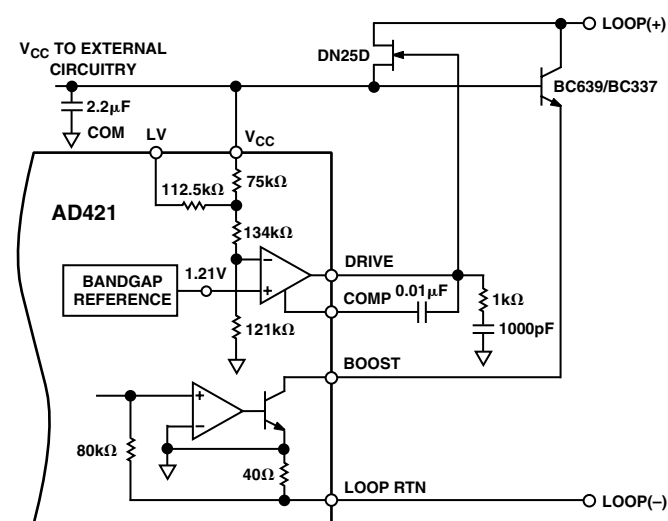 LOOP(+)
V_CC TO EXTERNAL
CIRCUITRY
DN25D
BC639/BC337
2.2µF
COM
LV
V_CC
75kΩ
112.5kΩ
AD421
134kΩ
BANDGAP
REFERENCE
1.21V
−
+
DRIVE
COMP
0.01µF
1kΩ
1000pF
121kΩ
BOOST
+
−
80kΩ
40Ω
LOOP RTN
LOOP(−)